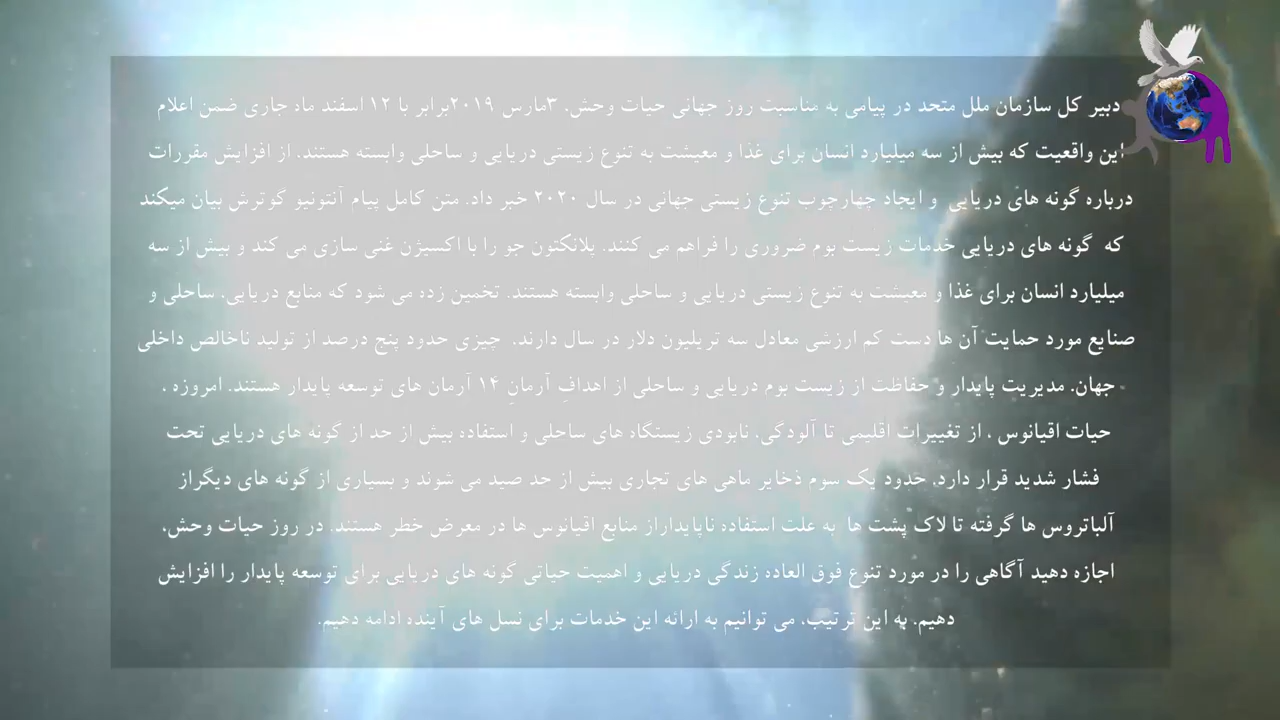 دبیر کل سازمان ملل متحد در پیامی به مناسبت روز جهانی حیات وحش، ۳مارس ۲۰۱۹برابر با ۱۲ اسفند ماه جاری ضمن اعلام
این واقعیت که بیش از سه میلیارد انسان برای غذا و معیشت به تنوع زیستی دریایی و ساحلی وابسته هستند، از افزایش مقررات
درباره گونه های دریایی و ایجاد چهارچوب تنوع زیستی جهانی در سال ۲۰۲۰ خبر داد. متن کامل پیام آنتونیو گوترش بیان میکند
که گونه های دریایی خدمات زیست بوم ضروری را فراهم می کنند. پلانکتون جو را با اکسیژن غنی سازی می کند و بیش از سه
میلیارد انسان برای غذا و معیشت به تنوع زیستی دریایی و ساحلی وابسته هستند. تخمین زده می شود که منابع دریایی، ساحلی و
صنایع مورد حمایت آن ها دست کم ارزشی معادل سه تریلیون دلار در سال دارند، چیزی حدود پنج درصد از تولید ناخالص داخلی
جهان. مدیریت پایدار و حفاظت از زیست بوم دریایی و ساحلی از اهدافِ آرمانِ ۱۴ آرمان های توسعه پایدار هستند. امروزه ،
حیات اقیانوس ، از تغییرات اقلیمی تا آلودگی، نابودی زیستگاه های ساحلی و استفاده بیش از حد از گونه های دریایی تحت
فشار شدید قرار دارد. حدود یک سوم ذخایر ماهی های تجاری بیش از حد صید می شوند و بسیاری از گونه های دیگراز
آلباتروس ها گرفته تا لاک پشت ها به علت استفاده ناپایداراز منابع اقیانوس ها در معرض خطر هستند. در روز حیات وحش،
اجازه دهید آگاهی را در مورد تنوع فوق العاده زندگی دریایی و اهمیت حیاتی گونه های دریایی برای توسعه پایدار را افزایش
دهیم. به این ترتیب، می توانیم به ارائه این خدمات برای نسل های آینده ادامه دهیم.